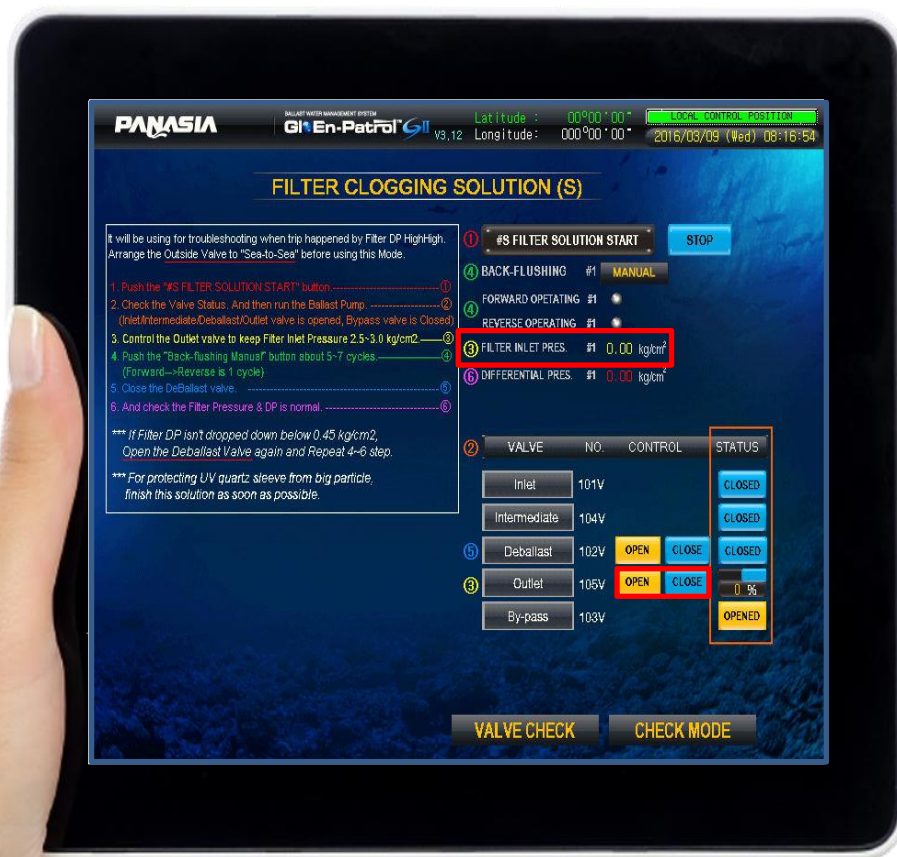 PANASIA
BALLAST WATER MANAGEMENT SYSTEM
GloEn-Patrol™ GII V3,12
Latitude : 00°00'00"
Longitude: 000°00'00"
LOCAL CONTROL POSITION
2016/03/09 (Wed) 08:16:54
FILTER CLOGGING SOLUTION (S)
It will be using for troubleshooting when trip happened by Filter DP HighHigh.
Arrange the Outside Valve to "Sea-to-Sea" before using this Mode.
1. Push the "#S FILTER SOLUTION START" button.----------①
2. Check the Valve Status. And then run the Ballast Pump. ----------②
(Inlet/Intermediate/Deballast/Outlet valve is opened, Bypass valve is Closed)
3. Control the Outlet valve to keep Filter Inlet Pressure 2.5~3.0 kg/cm2.----------③
4. Push the "Back-flushing Manual" button about 5~7 cycles.----------④
(Forward-->Reverse is 1 cycle)
5. Close the DeBallast valve. ----------⑤
6. And check the Filter Pressure & DP is normal. ----------⑥
*** If Filter DP isn't dropped down below 0.45 kg/cm2,
Open the Deballast Valve again and Repeat 4~6 step.
*** For protecting UV quartz sleeve from big particle,
finish this solution as soon as possible.
① #S FILTER SOLUTION START STOP
④ BACK-FLUSHING #1 MANUAL
④ FORWARD OPETATING #1
REVERSE OPERATING #1
③ FILTER INLET PRES. #1 0.00 kg/cm²
⑥ DIFFERENTIAL PRES. #1 0.00 kg/cm²
② VALVE NO. CONTROL STATUS
Inlet 101V CLOSED
Intermediate 104V CLOSED
⑤ Deballast 102V OPEN CLOSE CLOSED
③ Outlet 105V OPEN CLOSE 0 %
By-pass 103V OPENED
VALVE CHECK CHECK MODE